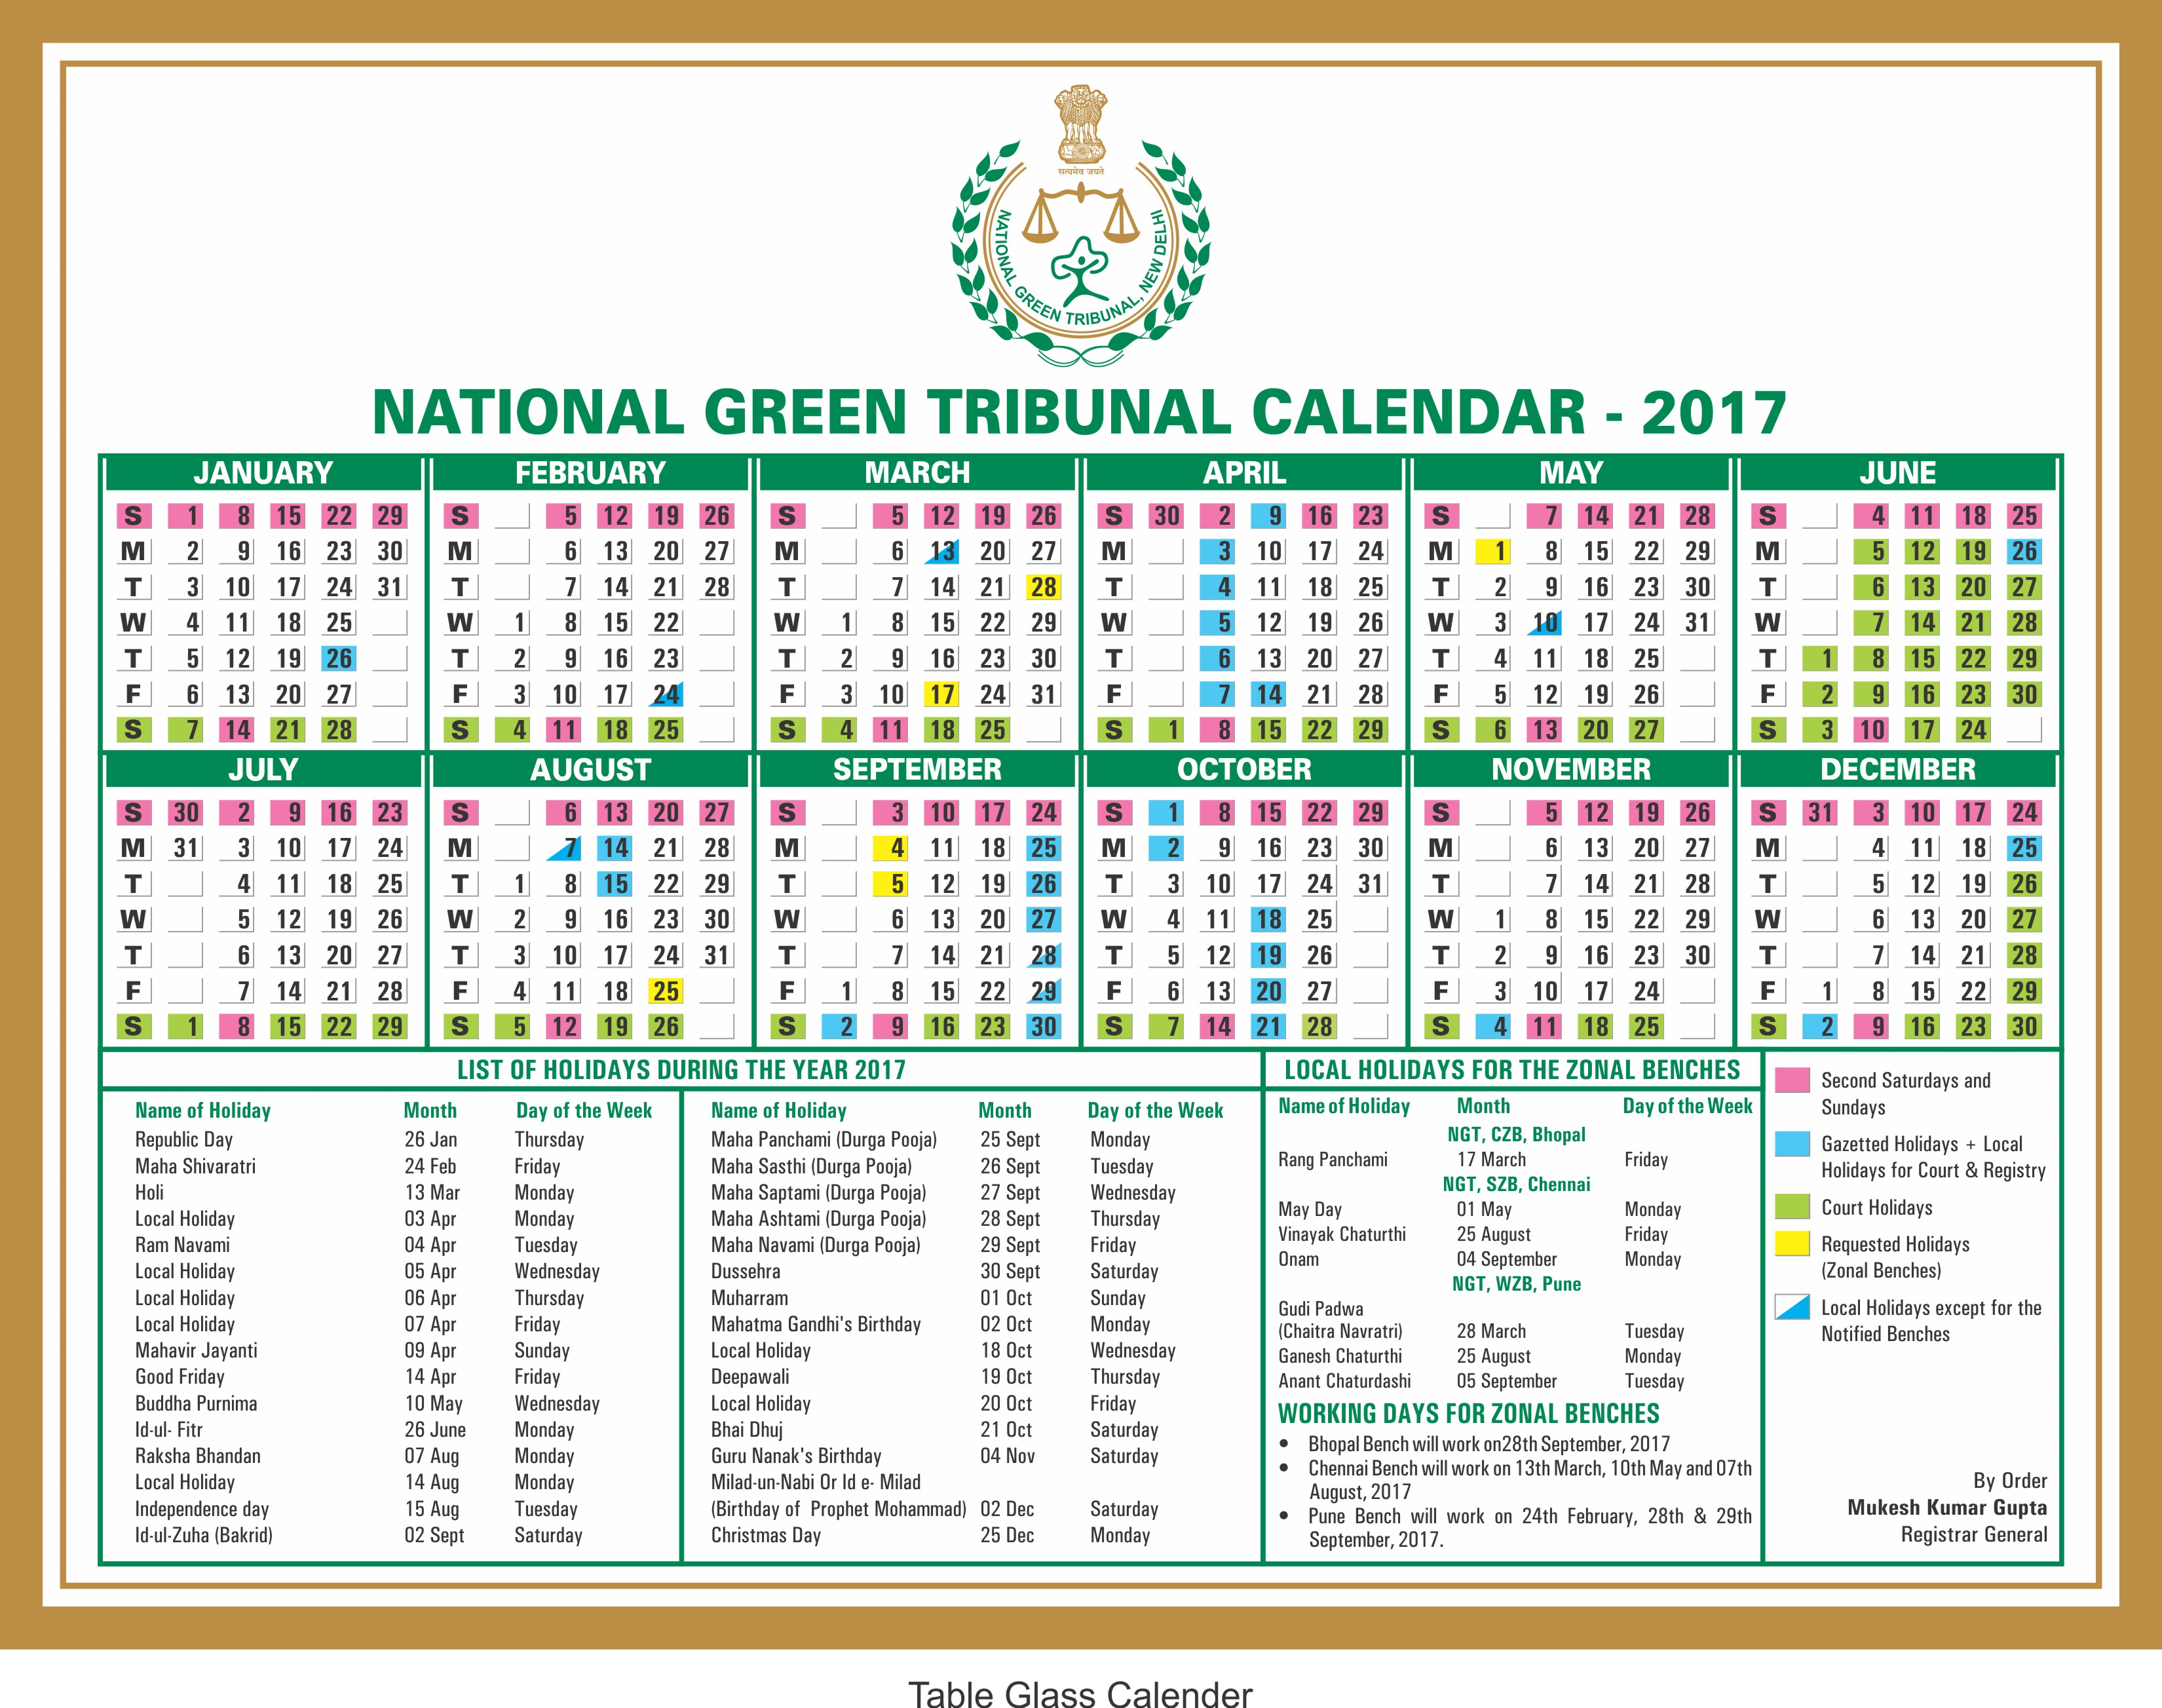 सत्यमेव जयते
NATIONAL GREEN TRIBUNAL, NEW DELHI
NATIONAL GREEN TRIBUNAL CALENDAR - 2017
JANUARY
S 1 8 15 22 29
M 2 9 16 23 30
T 3 10 17 24 31
W 4 11 18 25
T 5 12 19 26
F 6 13 20 27
S 7 14 21 28
FEBRUARY
S 5 12 19 26
M 6 13 20 27
T 7 14 21 28
W 1 8 15 22
T 2 9 16 23
F 3 10 17 24
S 4 11 18 25
MARCH
S 5 12 19 26
M 6 13 20 27
T 7 14 21 28
W 1 8 15 22 29
T 2 9 16 23 30
F 3 10 17 24 31
S 4 11 18 25
APRIL
S 30 2 9 16 23
M 3 10 17 24
T 4 11 18 25
W 5 12 19 26
T 6 13 20 27
F 7 14 21 28
S 1 8 15 22 29
MAY
S 7 14 21 28
M 1 8 15 22 29
T 2 9 16 23 30
W 3 10 17 24 31
T 4 11 18 25
F 5 12 19 26
S 6 13 20 27
JUNE
S 4 11 18 25
M 5 12 19 26
T 6 13 20 27
W 7 14 21 28
T 1 8 15 22 29
F 2 9 16 23 30
S 3 10 17 24
JULY
S 30 2 9 16 23
M 31 3 10 17 24
T 4 11 18 25
W 5 12 19 26
T 6 13 20 27
F 7 14 21 28
S 1 8 15 22 29
AUGUST
S 6 13 20 27
M 7 14 21 28
T 1 8 15 22 29
W 2 9 16 23 30
T 3 10 17 24 31
F 4 11 18 25
S 5 12 19 26
SEPTEMBER
S 3 10 17 24
M 4 11 18 25
T 5 12 19 26
W 6 13 20 27
T 7 14 21 28
F 1 8 15 22 29
S 2 9 16 23 30
OCTOBER
S 1 8 15 22 29
M 2 9 16 23 30
T 3 10 17 24 31
W 4 11 18 25
T 5 12 19 26
F 6 13 20 27
S 7 14 21 28
NOVEMBER
S 5 12 19 26
M 6 13 20 27
T 7 14 21 28
W 1 8 15 22 29
T 2 9 16 23 30
F 3 10 17 24
S 4 11 18 25
DECEMBER
S 31 3 10 17 24
M 4 11 18 25
T 5 12 19 26
W 6 13 20 27
T 7 14 21 28
F 1 8 15 22 29
S 2 9 16 23 30
LIST OF HOLIDAYS DURING THE YEAR 2017
Name of Holiday Month Day of the Week
Republic Day 26 Jan Thursday
Maha Shivaratri 24 Feb Friday
Holi 13 Mar Monday
Local Holiday 03 Apr Monday
Ram Navami 04 Apr Tuesday
Local Holiday 05 Apr Wednesday
Local Holiday 06 Apr Thursday
Local Holiday 07 Apr Friday
Mahavir Jayanti 09 Apr Sunday
Good Friday 14 Apr Friday
Buddha Purnima 10 May Wednesday
Id-ul- Fitr 26 June Monday
Raksha Bhandan 07 Aug Monday
Local Holiday 14 Aug Monday
Independence day 15 Aug Tuesday
Id-ul-Zuha (Bakrid) 02 Sept Saturday
Name of Holiday Month Day of the Week
Maha Panchami (Durga Pooja) 25 Sept Monday
Maha Sasthi (Durga Pooja) 26 Sept Tuesday
Maha Saptami (Durga Pooja) 27 Sept Wednesday
Maha Ashtami (Durga Pooja) 28 Sept Thursday
Maha Navami (Durga Pooja) 29 Sept Friday
Dussehra 30 Sept Saturday
Muharram 01 Oct Sunday
Mahatma Gandhi's Birthday 02 Oct Monday
Local Holiday 18 Oct Wednesday
Deepawali 19 Oct Thursday
Local Holiday 20 Oct Friday
Bhai Dhuj 21 Oct Saturday
Guru Nanak's Birthday 04 Nov Saturday
Milad-un-Nabi Or Id e- Milad
(Birthday of Prophet Mohammad) 02 Dec Saturday
Christmas Day 25 Dec Monday
LOCAL HOLIDAYS FOR THE ZONAL BENCHES
Name of Holiday Month Day of the Week
NGT, CZB, Bhopal
Rang Panchami 17 March Friday
NGT, SZB, Chennai
May Day 01 May Monday
Vinayak Chaturthi 25 August Friday
Onam 04 September Monday
NGT, WZB, Pune
Gudi Padwa
(Chaitra Navratri) 28 March Tuesday
Ganesh Chaturthi 25 August Monday
Anant Chaturdashi 05 September Tuesday
WORKING DAYS FOR ZONAL BENCHES
• Bhopal Bench will work on28th September, 2017
• Chennai Bench will work on 13th March, 10th May and 07th
August, 2017
• Pune Bench will work on 24th February, 28th & 29th
September, 2017.
Second Saturdays and
Sundays
Gazetted Holidays + Local
Holidays for Court & Registry
Court Holidays
Requested Holidays
(Zonal Benches)
Local Holidays except for the
Notified Benches
By Order
Mukesh Kumar Gupta
Registrar General
Table Glass Calender